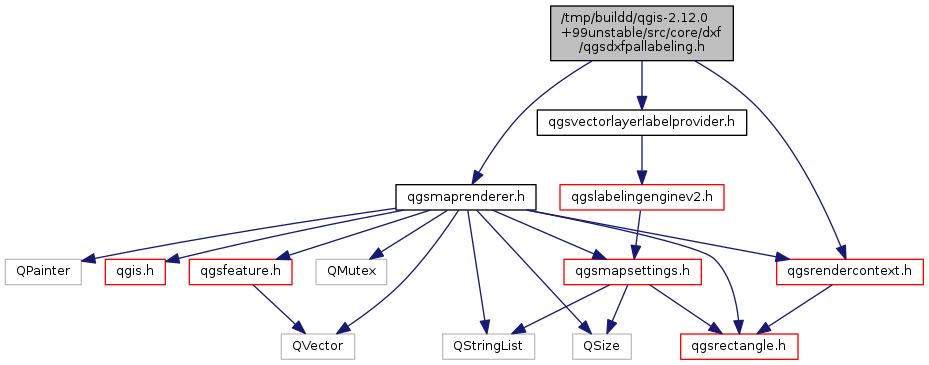 /tmp/buildd/qgis-2.12.0
+99unstable/src/core/dxf
/qgsdxfpallabeling.h
qgsvectorlayerlabelprovider.h
qgsmaprenderer.h
qgslabelingenginev2.h
QPainter
qgis.h
qgsfeature.h
QMutex
qgsmapsettings.h
qgsrendercontext.h
QVector
QStringList
QSize
qgsrectangle.h